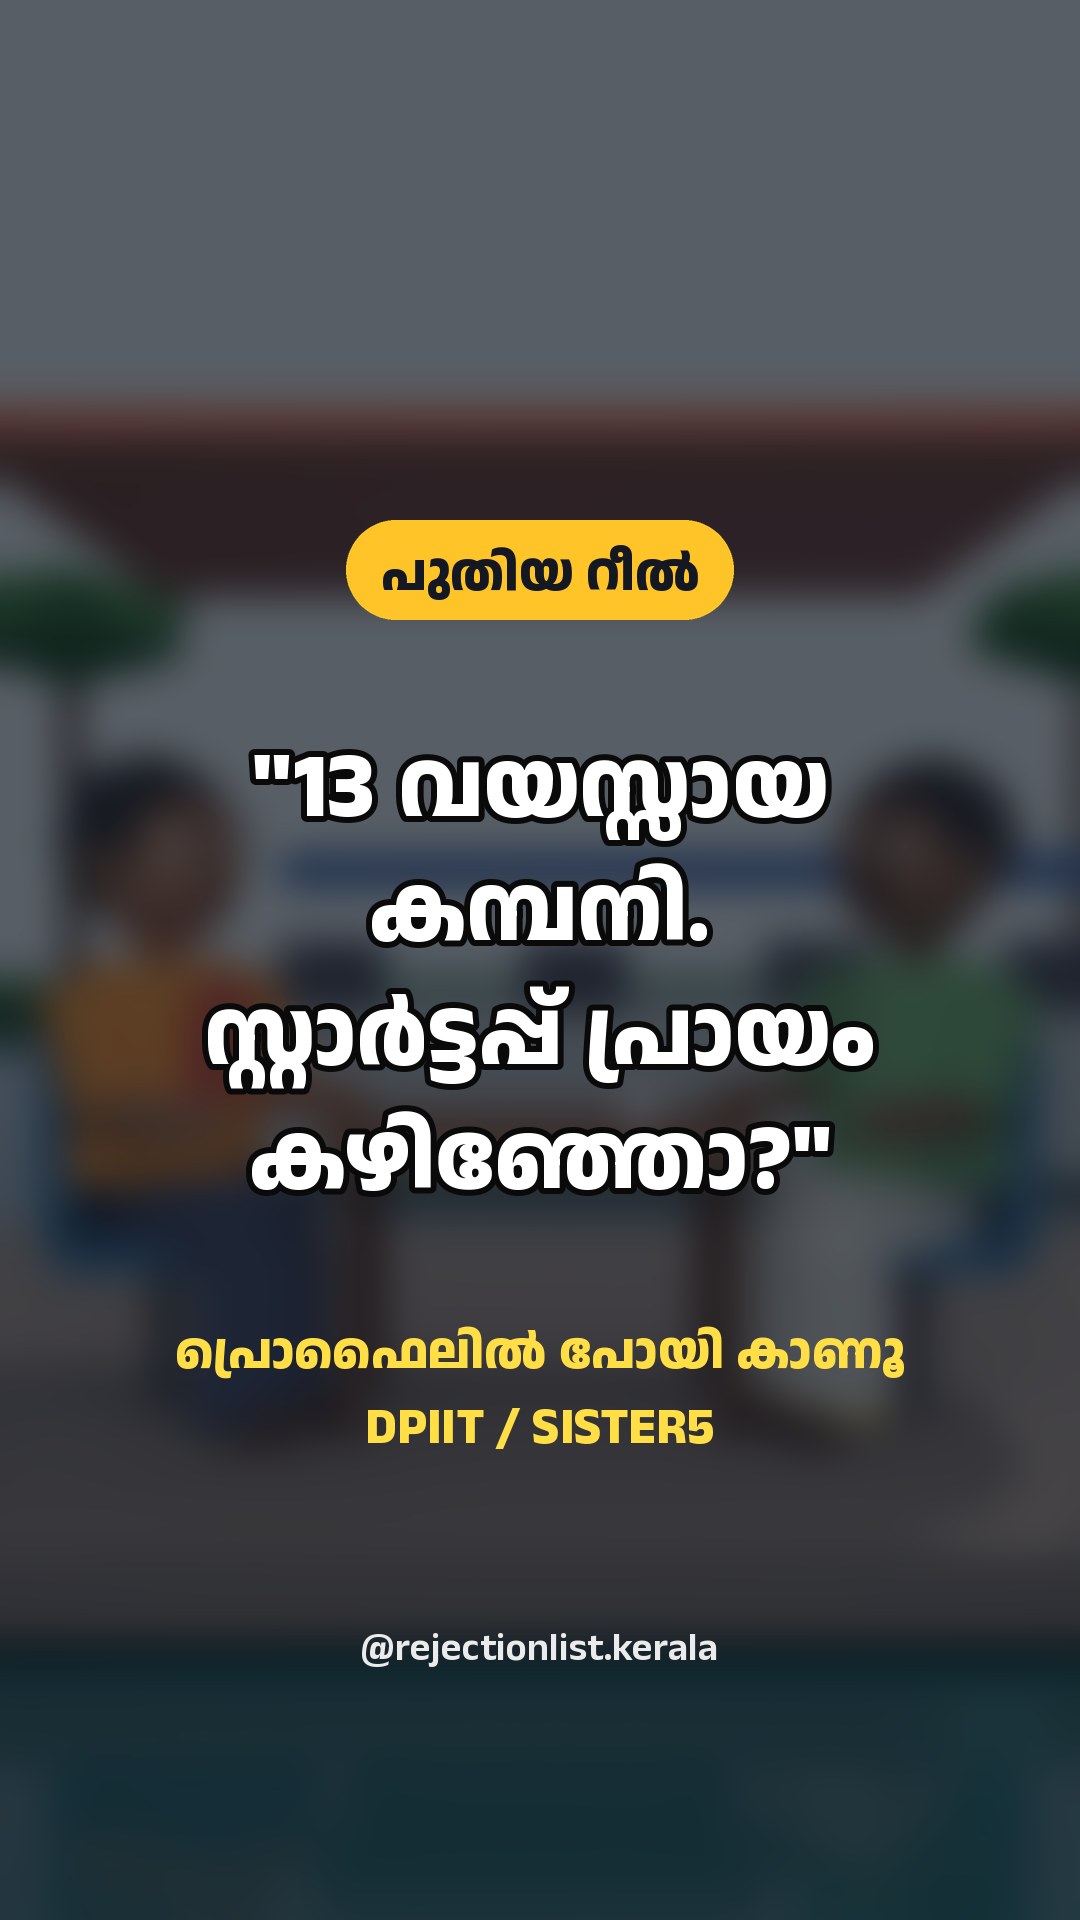 പുതിയ റീൽ
"13 വയസ്സായ
കമ്പനി.
സ്റ്റാർട്ടപ്പ് പ്രായം
കഴിഞ്ഞോ?"
പ്രൊഫൈലിൽ പോയി കാണൂ
DPIIT / SISTER5
@rejectionlist.kerala